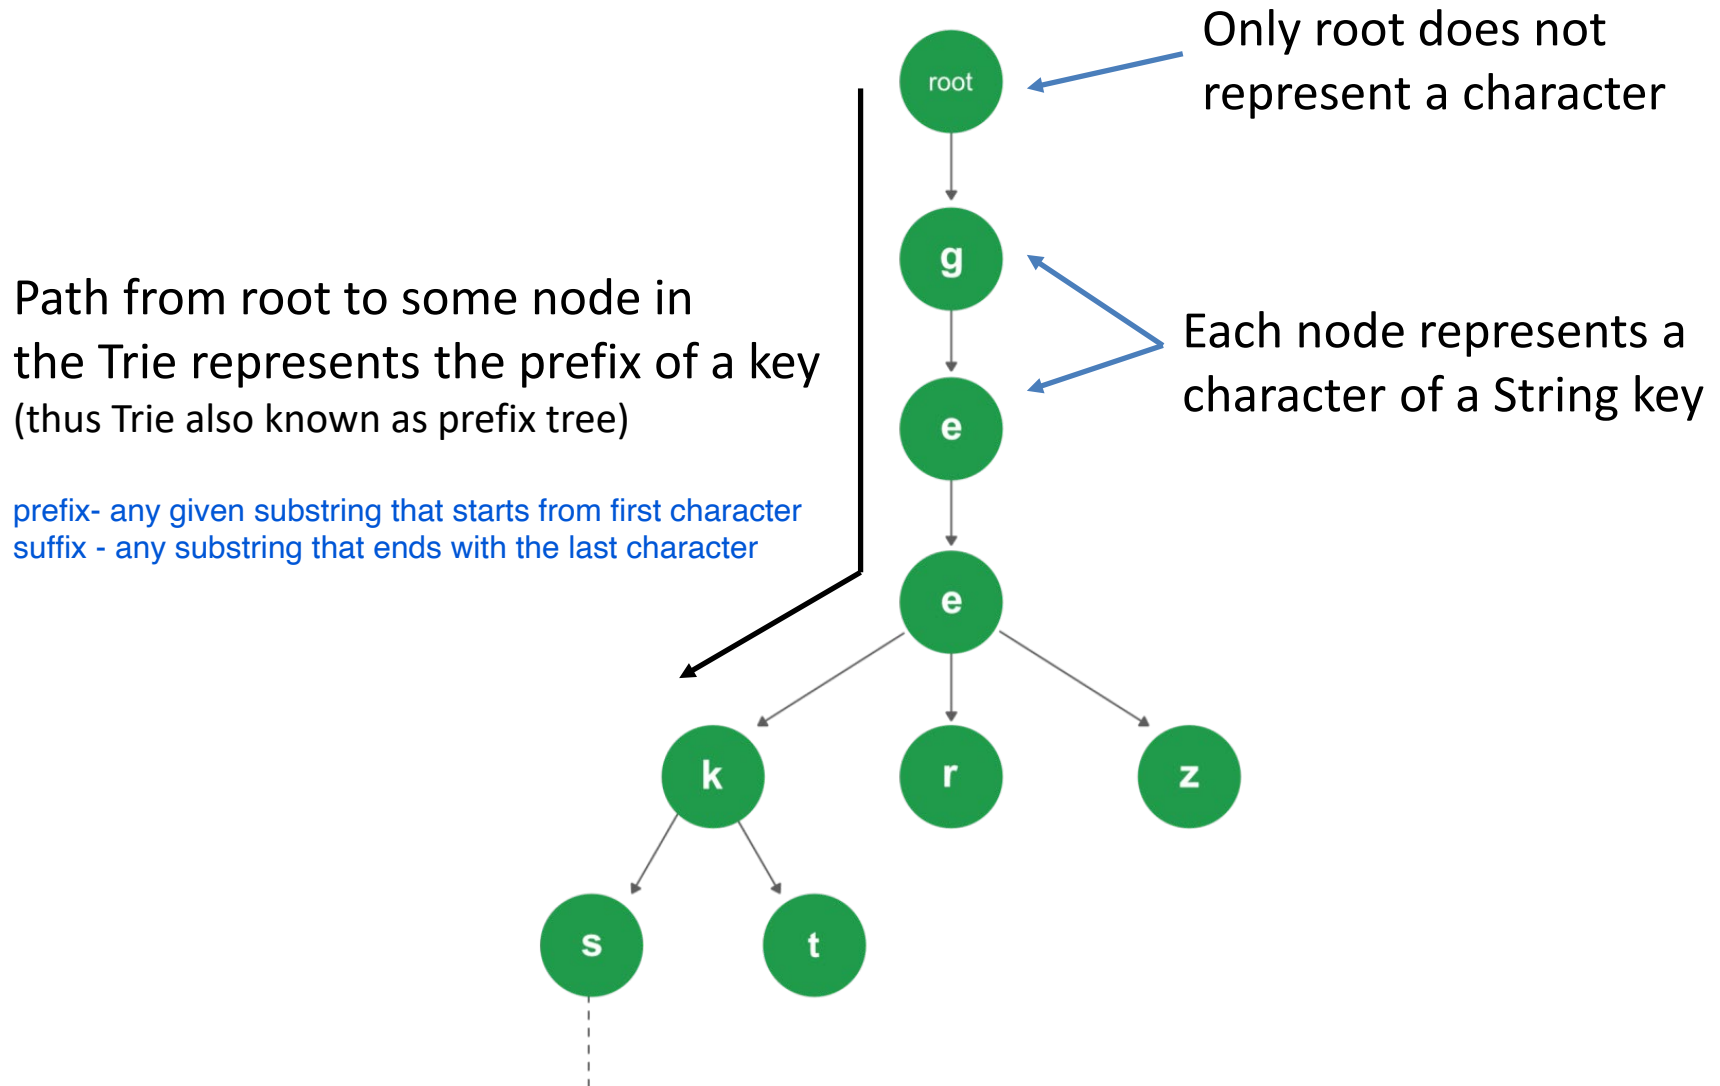 Only root does not
represent a character
root
g
Path from root to some node in
the Trie represents the prefix of a key
(thus Trie also known as prefix tree)
Each node represents a
character of a String key
e
prefix- any given substring that starts from first character
suffix - any substring that ends with the last character
e
k
r
z
s
t